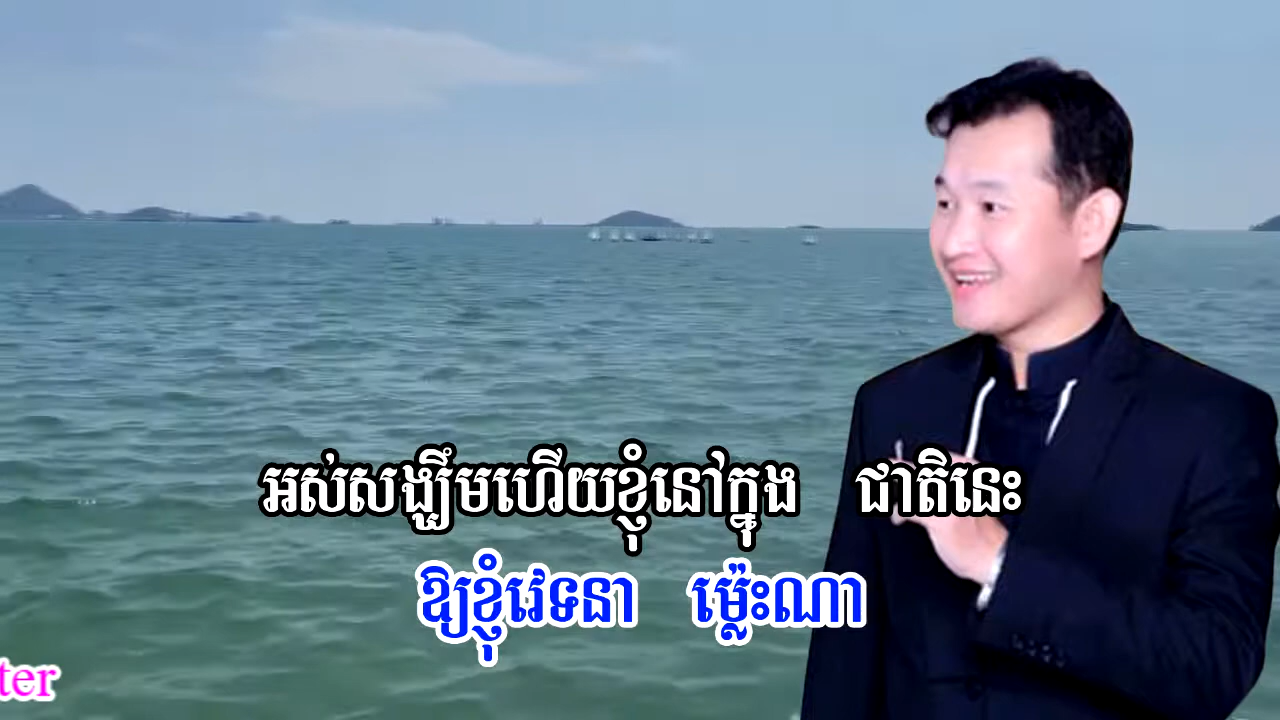 អស់សង្ឃឹមហើយខ្ញុំនៅក្នុង ជាតិនេះ
ឱ្យខ្ញុំវេទនា ម្ល៉េះណា
ter